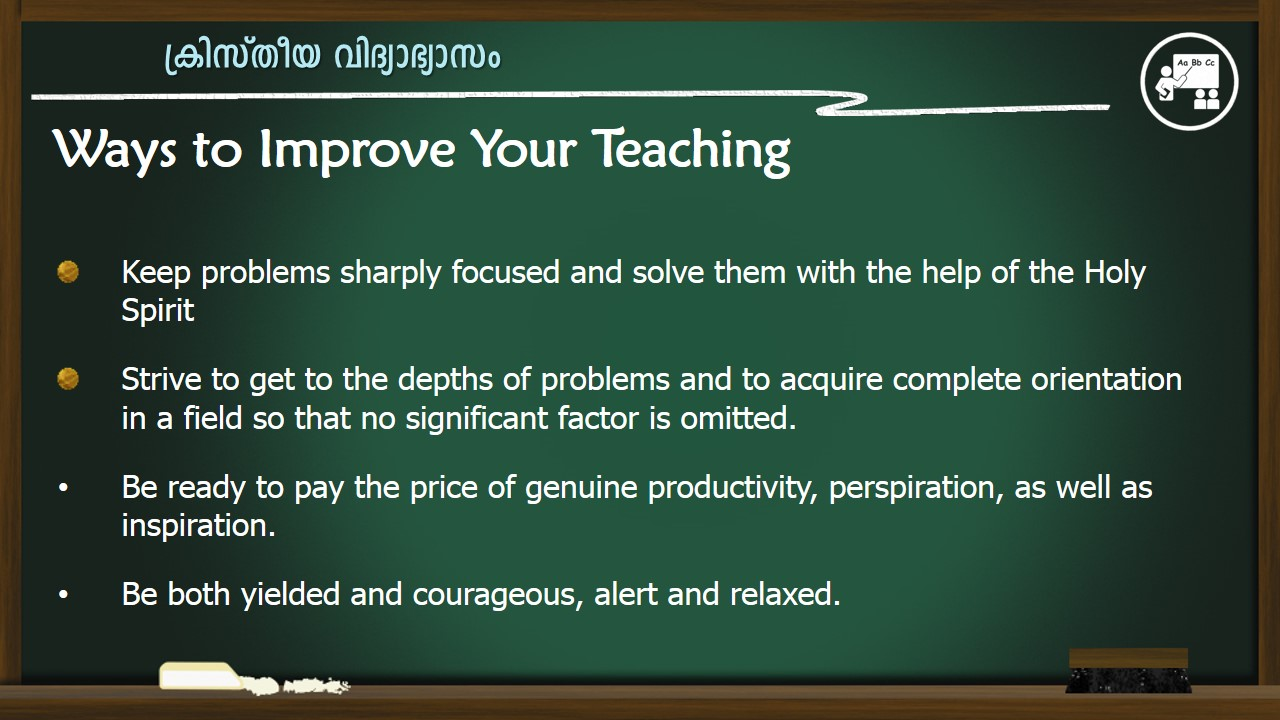 ക്രിസ്തീയ വിദ്യാഭ്യാസം
Aa Bb Cc
Ways to Improve Your Teaching
Keep problems sharply focused and solve them with the help of the Holy
Spirit
Strive to get to the depths of problems and to acquire complete orientation
in a field so that no significant factor is omitted.
• Be ready to pay the price of genuine productivity, perspiration, as well as
inspiration.
• Be both yielded and courageous, alert and relaxed.